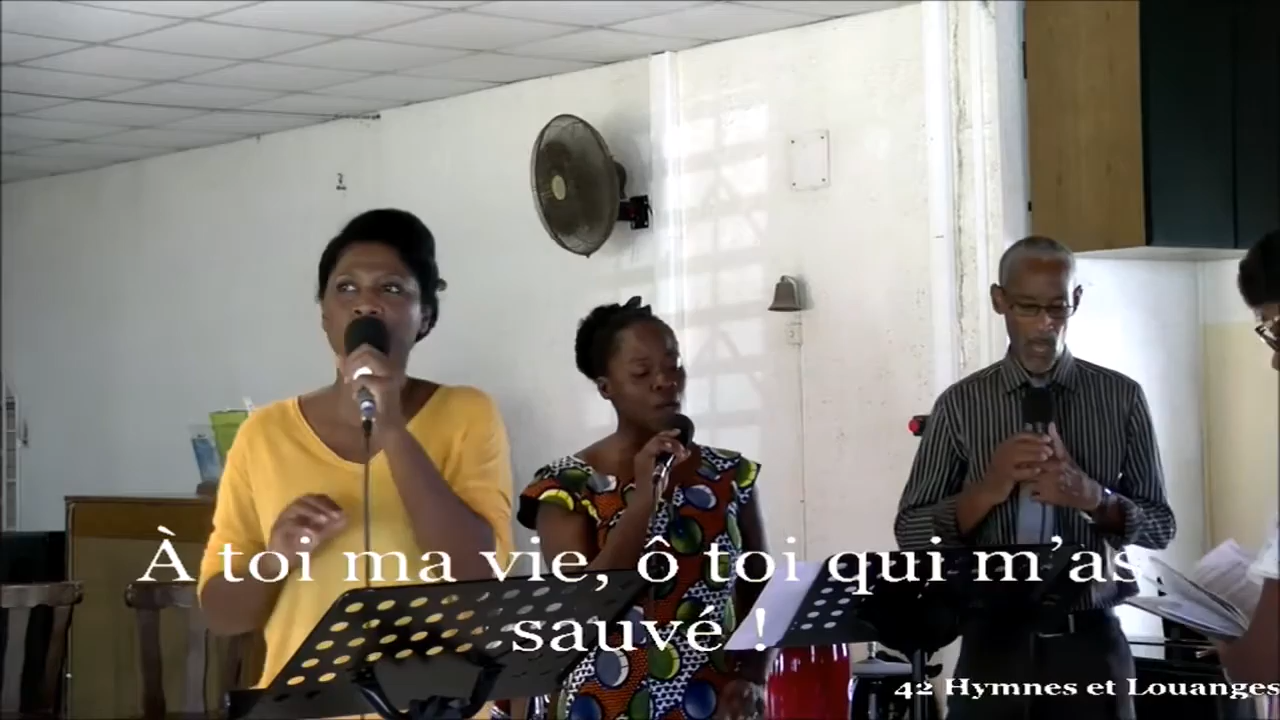 À toi ma vie, ô toi qui m'as
sauvé !
42 Hymnes et Louanges